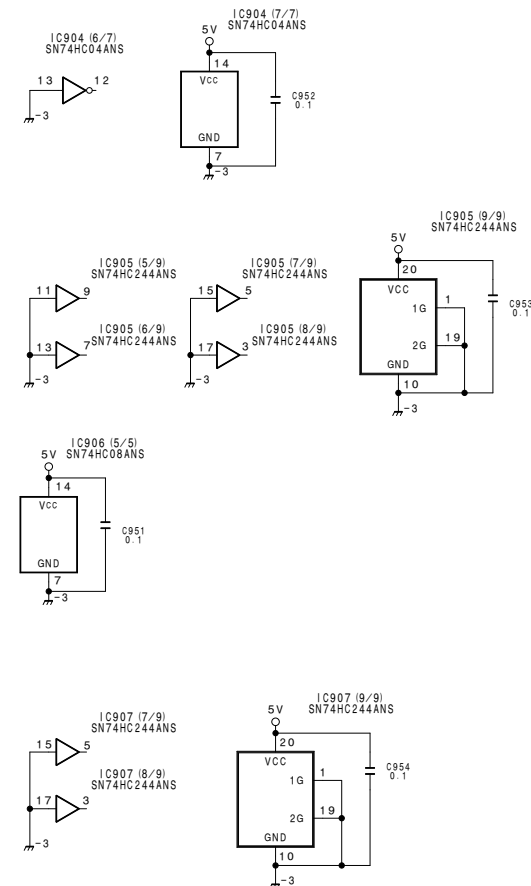 IC904 (6/7)
SN74HC04ANS
13
12
-3
IC904 (7/7)
SN74HC04ANS
5V
14
VCC
GND
7
-3
C952
0.1
IC905 (5/9)
SN74HC244ANS
11
9
IC905 (6/9)
SN74HC244ANS
13
7
-3
IC905 (7/9)
SN74HC244ANS
15
5
IC905 (8/9)
SN74HC244ANS
17
3
-3
IC905 (9/9)
SN74HC244ANS
5V
20
VCC
1G
1
2G
19
GND
10
-3
C953
0.1
IC906 (5/5)
SN74HC08ANS
5V
14
VCC
GND
7
-3
C951
0.1
IC907 (7/9)
SN74HC244ANS
15
5
IC907 (8/9)
SN74HC244ANS
17
3
-3
IC907 (9/9)
SN74HC244ANS
5V
20
VCC
1G
1
2G
19
GND
10
-3
C954
0.1